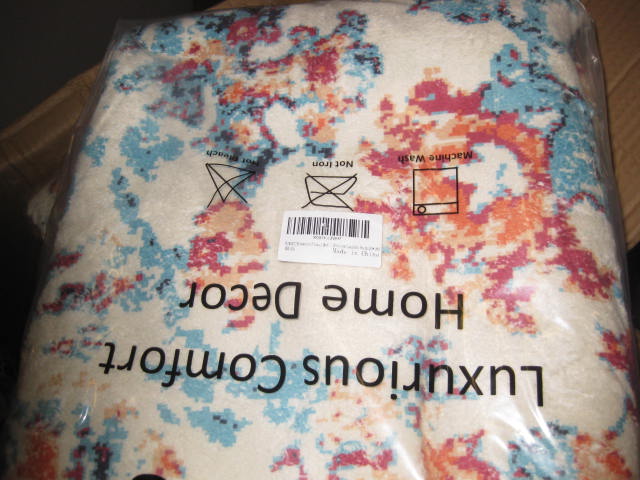 Luxurious Comfort
Home Decor
Made in China
Machine Wash
Not Iron
Not Bleach